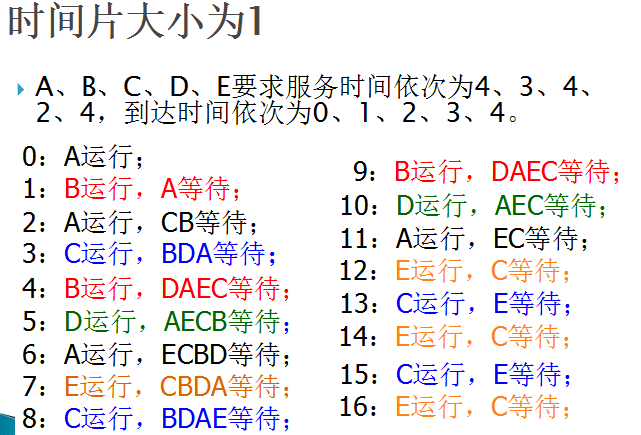 时间片大小为1
A、B、C、D、E要求服务时间依次为4、3、4、
2、4，到达时间依次为0、1、2、3、4。
0：A运行；
1：B运行，A等待；
2：A运行，CB等待；
3：C运行，BDA等待；
4：B运行，DAEC等待；
5：D运行，AECB等待；
6：A运行，ECBD等待；
7：E运行，CBDA等待；
8：C运行，BDAE等待；
9：B运行，DAEC等待；
10：D运行，AEC等待；
11：A运行，EC等待；
12：E运行，C等待；
13：C运行，E等待；
14：E运行，C等待；
15：C运行，E等待；
16：E运行，C等待；